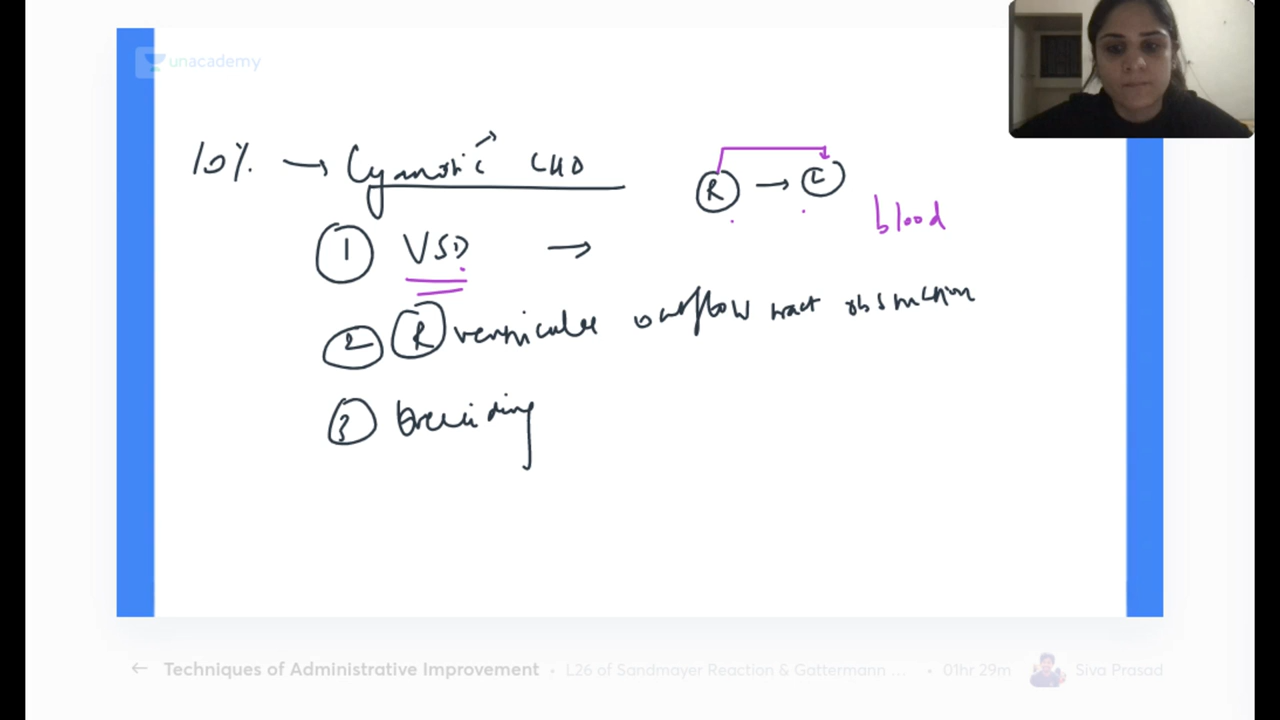 unacademy
10% → Cyanotic CHD
R → L
blood
1 VSD →
2 R ventricular outflow tract obstruction
3
← Techniques of Administrative Improvement • L26 of Sandmayer Reaction & Gattermann ... • 01hr 29m Siva Prasad